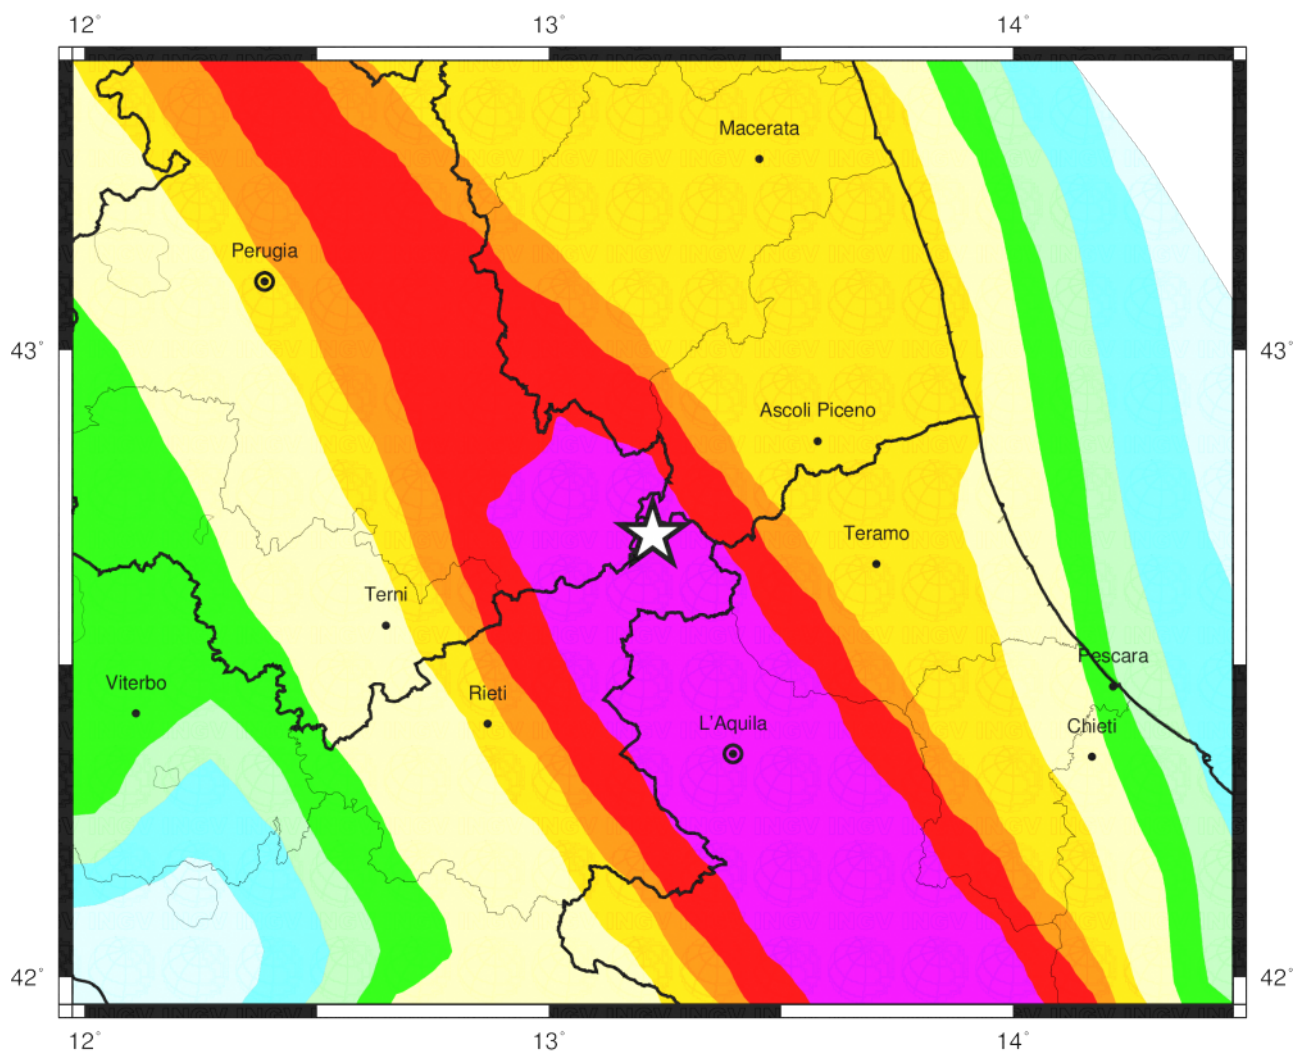 12° 13° 14°
Macerata
Perugia
43° 43°
Ascoli Piceno
Teramo
Terni
Pescara
Viterbo
Rieti
L'Aquila
Chieti
42° 42°
12° 13° 14°